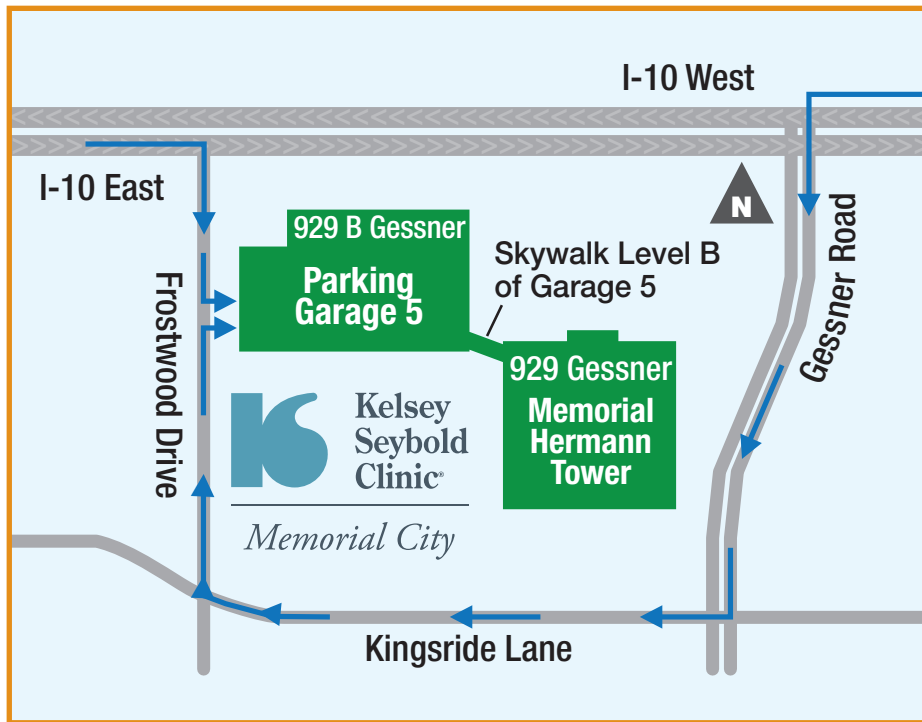 I-10 West
I-10 East
N
929 B Gessner
Parking
Garage 5
Skywalk Level B
of Garage 5
Gessner Road
Frostwood Drive
929 Gessner
Memorial
Hermann
Tower
Kelsey
Seybold
Clinic®
Memorial City
Kingsride Lane